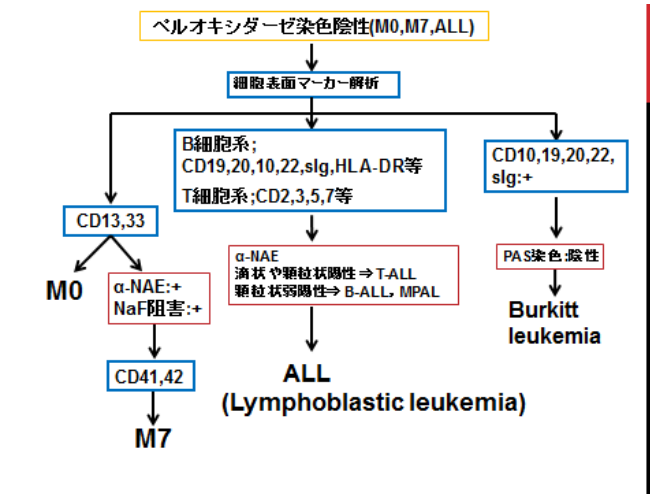 ペルオキシダーゼ染色陰性(M0,M7,ALL)
細胞表面マーカー解析
B細胞系;
CD19,20,10,22,sIg,HLA-DR等
T細胞系;CD2,3,5,7等
CD10,19,20,22,
sIg:+
CD13,33
α-NAE
滴状や顆粒状陽性⇒T-ALL
顆粒状弱陽性⇒B-ALL, MPAL
PAS染色:陰性
M0
α-NAE:+
NaF阻害:+
Burkitt
leukemia
CD41,42
ALL
(Lymphoblastic leukemia)
M7